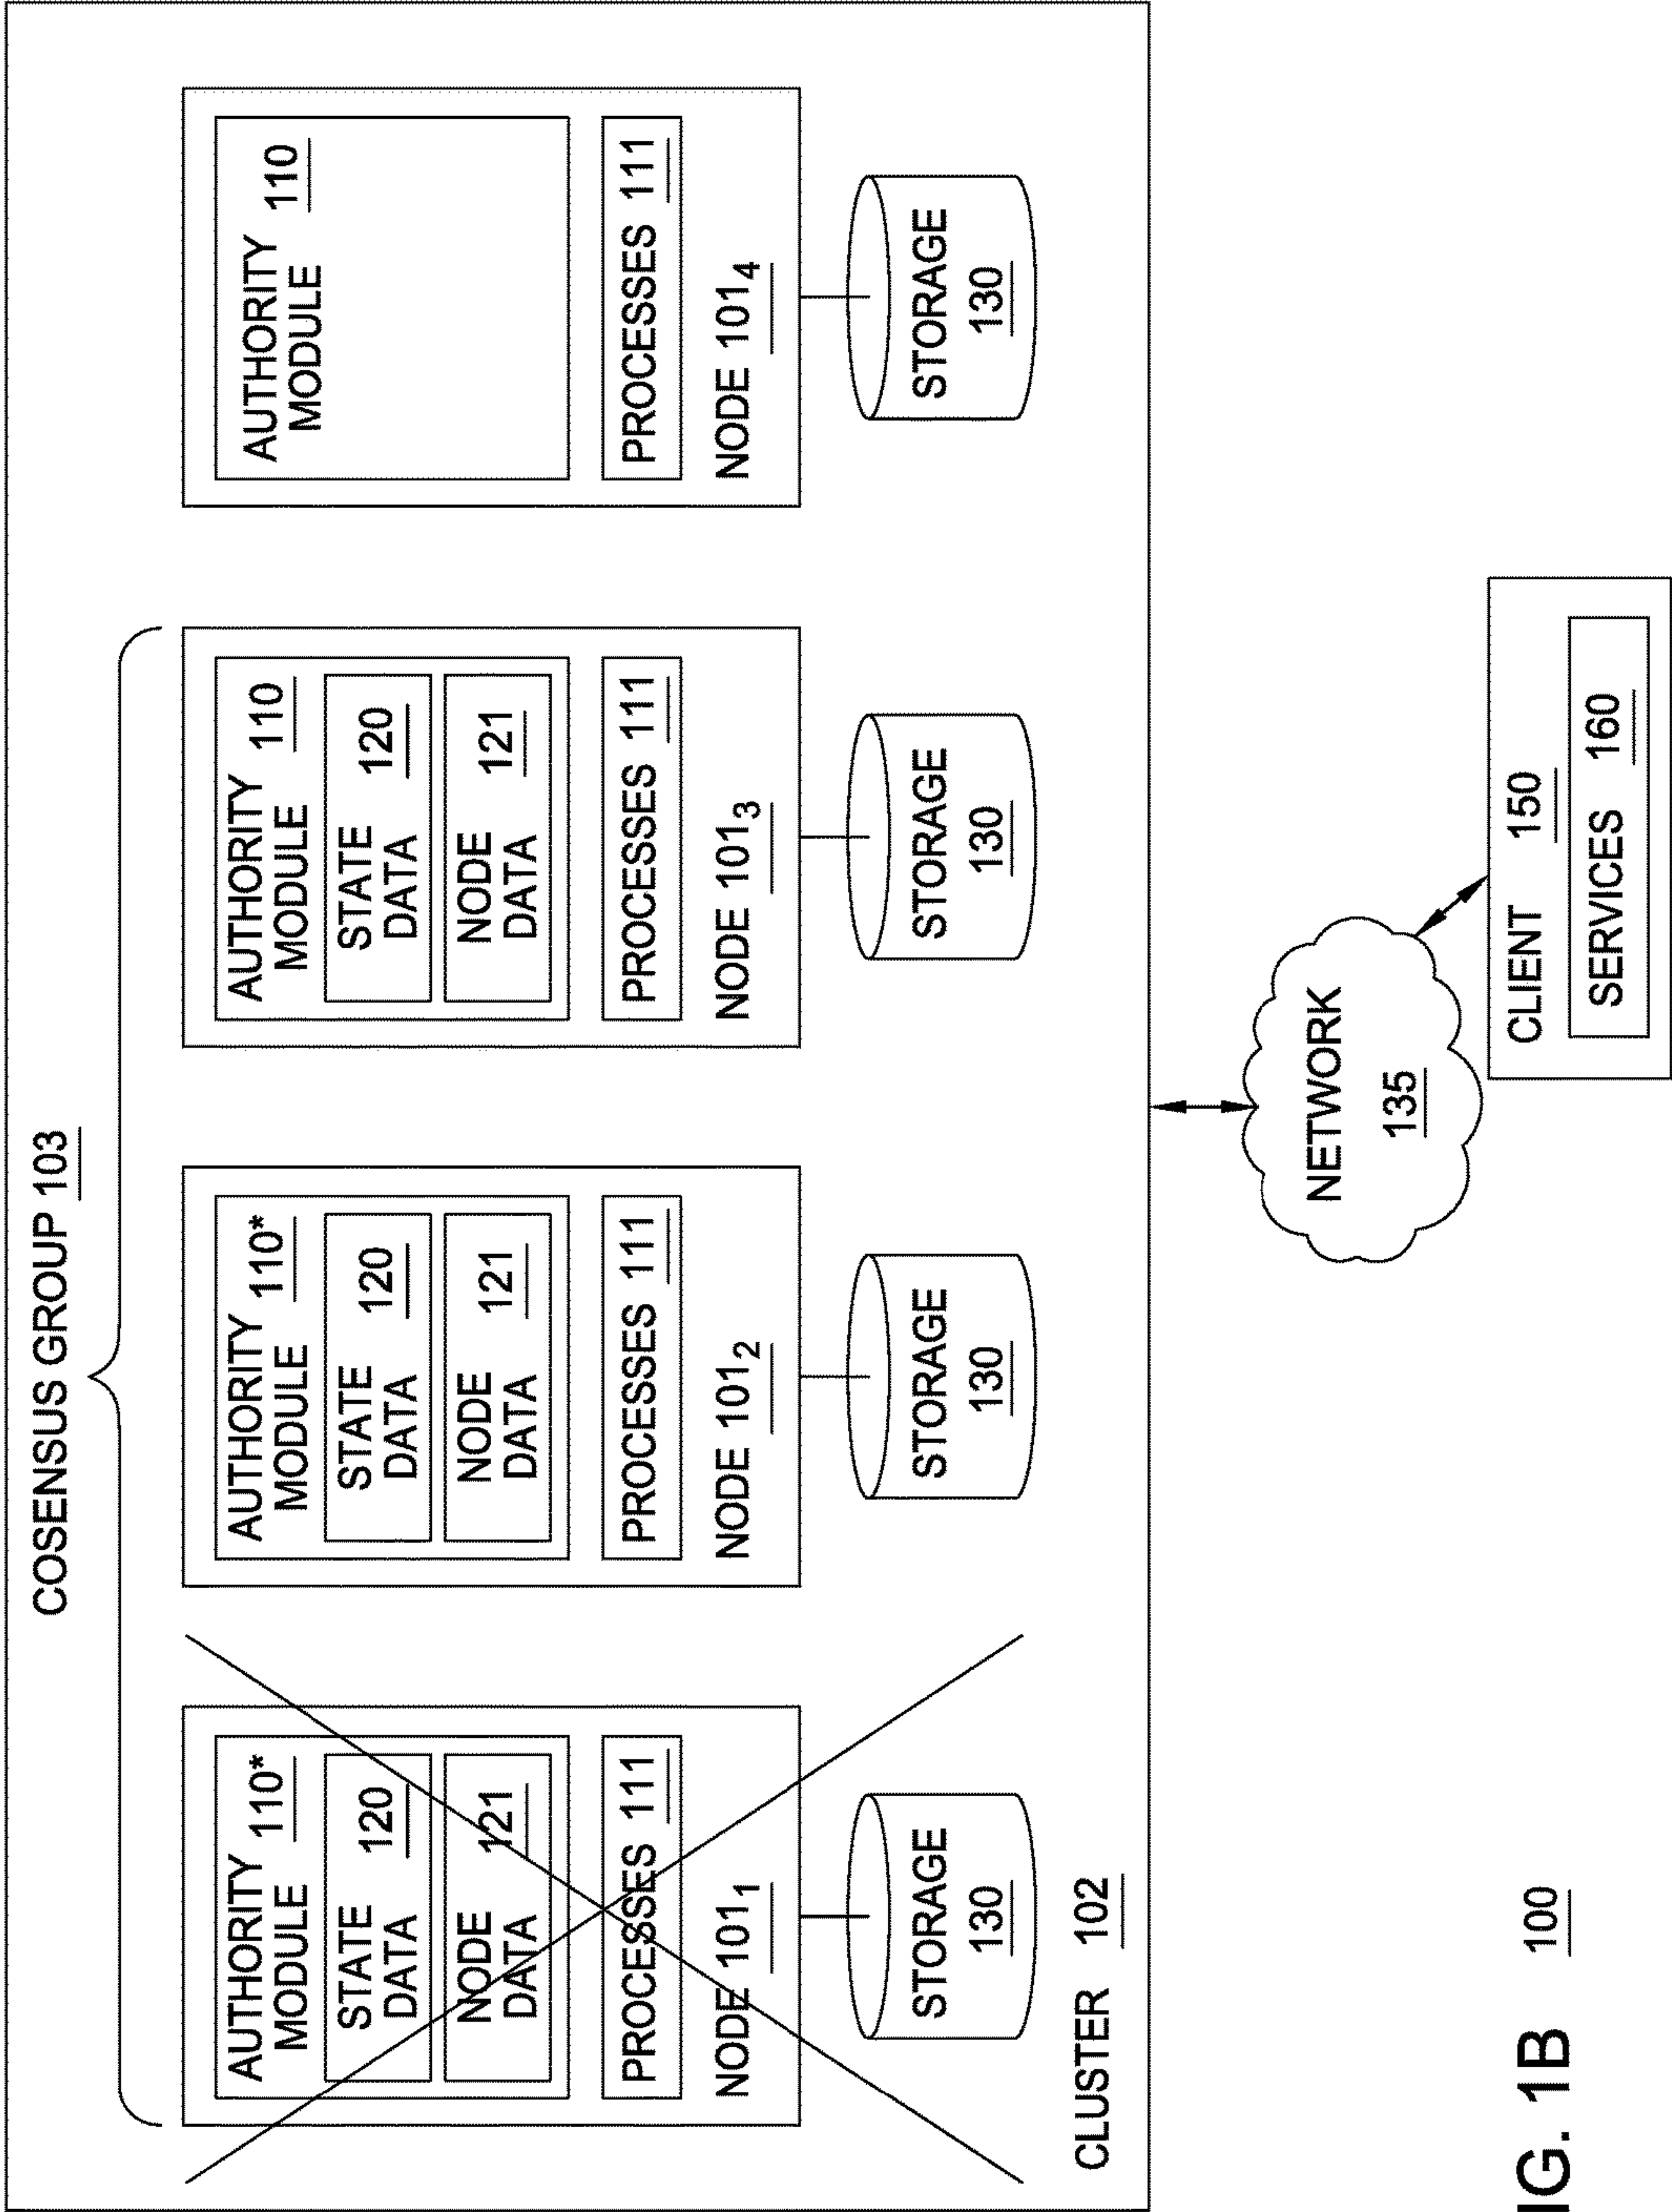 COSENSUS GROUP 103
AUTHORITY 110*
MODULE
STATE 120
DATA
NODE 121
DATA
PROCESSES 111
NODE 101₁
STORAGE
130
AUTHORITY 110*
MODULE
STATE 120
DATA
NODE 121
DATA
PROCESSES 111
NODE 101₂
STORAGE
130
AUTHORITY 110
MODULE
STATE 120
DATA
NODE 121
DATA
PROCESSES 111
NODE 101₃
STORAGE
130
AUTHORITY 110
MODULE
PROCESSES 111
NODE 101₄
STORAGE
130
CLUSTER 102
NETWORK
135
CLIENT 150
SERVICES 160
IG. 1B 100